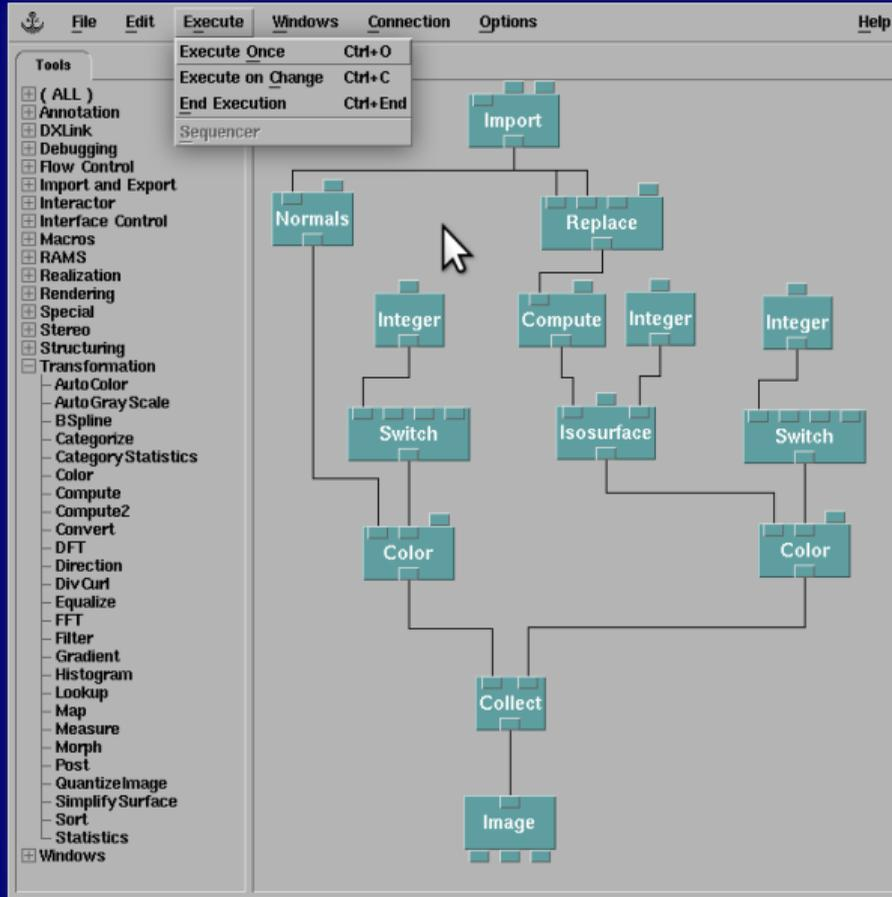 File Edit Execute Windows Connection Options Help
Execute Once Ctrl+O
Execute on Change Ctrl+C
End Execution Ctrl+End
Sequencer
Tools
( ALL )
Annotation
DXLink
Debugging
Flow Control
Import and Export
Interactor
Interface Control
Macros
RAMS
Realization
Rendering
Special
Stereo
Structuring
Transformation
AutoColor
AutoGrayScale
BSpline
Categorize
CategoryStatistics
Color
Compute
Compute2
Convert
DFT
Direction
DivCurl
Equalize
FFT
Filter
Gradient
Histogram
Lookup
Map
Measure
Morph
Post
QuantizeImage
SimplifySurface
Sort
Statistics
Windows
Import
Normals Replace
Integer Compute Integer Integer
Switch Isosurface Switch
Color Color
Collect
Image